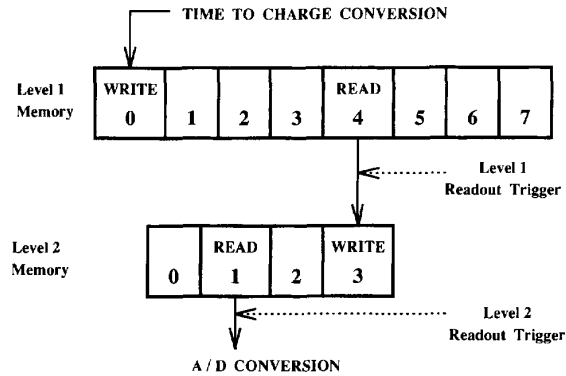 TIME TO CHARGE CONVERSION
Level 1
Memory
WRITE
READ
0 1 2 3 4 5 6 7
Level 1
Readout Trigger
Level 2
Memory
READ
WRITE
0 1 2 3
Level 2
Readout Trigger
A / D CONVERSION